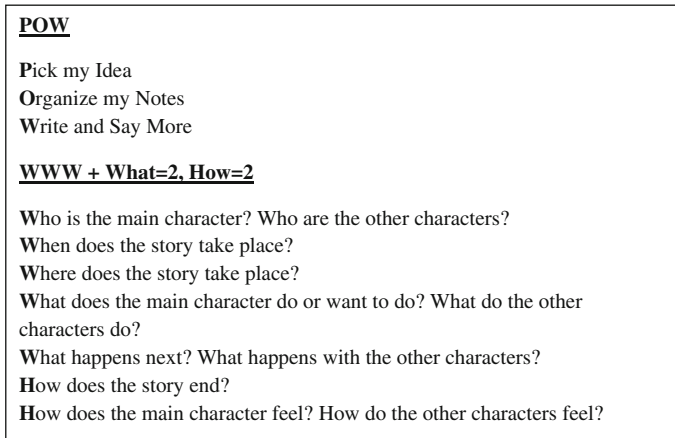 POW
Pick my Idea
Organize my Notes
Write and Say More
WWW + What=2, How=2
Who is the main character? Who are the other characters?
When does the story take place?
Where does the story take place?
What does the main character do or want to do? What do the other
characters do?
What happens next? What happens with the other characters?
How does the story end?
How does the main character feel? How do the other characters feel?